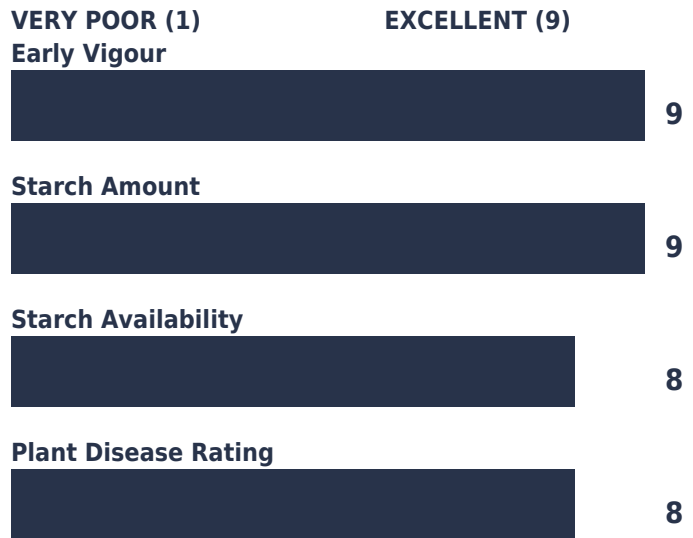 VERY POOR (1) EXCELLENT (9)
Early Vigour
9
Starch Amount
9
Starch Availability
8
Plant Disease Rating
8